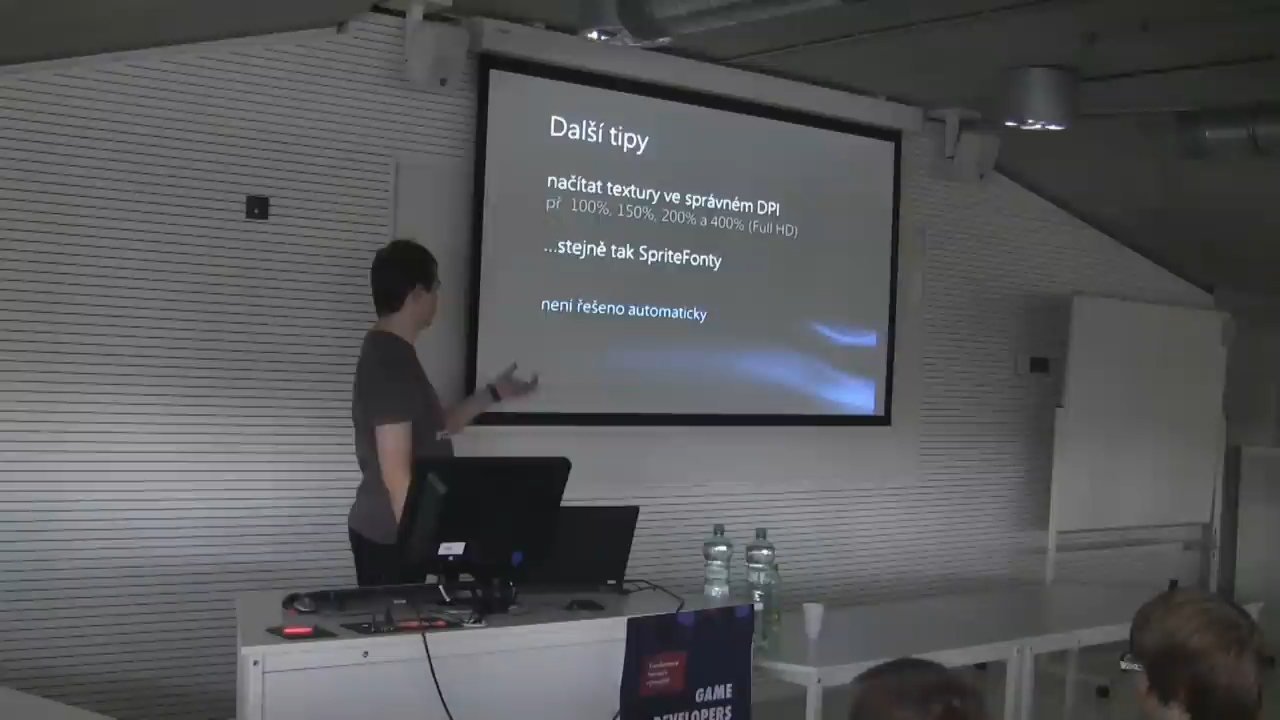 Další tipy
načítat textury ve správném DPI
př 100%, 150%, 200% a 400% (Full HD)
...stejně tak SpriteFonty
není řešeno automaticky
GAME
DEVELOPERS